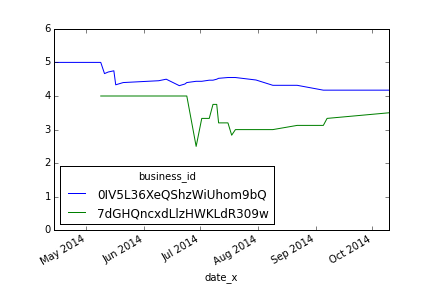 6
5
4
3
2
1
0
business_id
0IV5L36XeQShzWiUhom9bQ
7dGHQncxdLlzHWKLdR309w
May 2014
Jun 2014
Jul 2014
Aug 2014
Sep 2014
Oct 2014
date_x